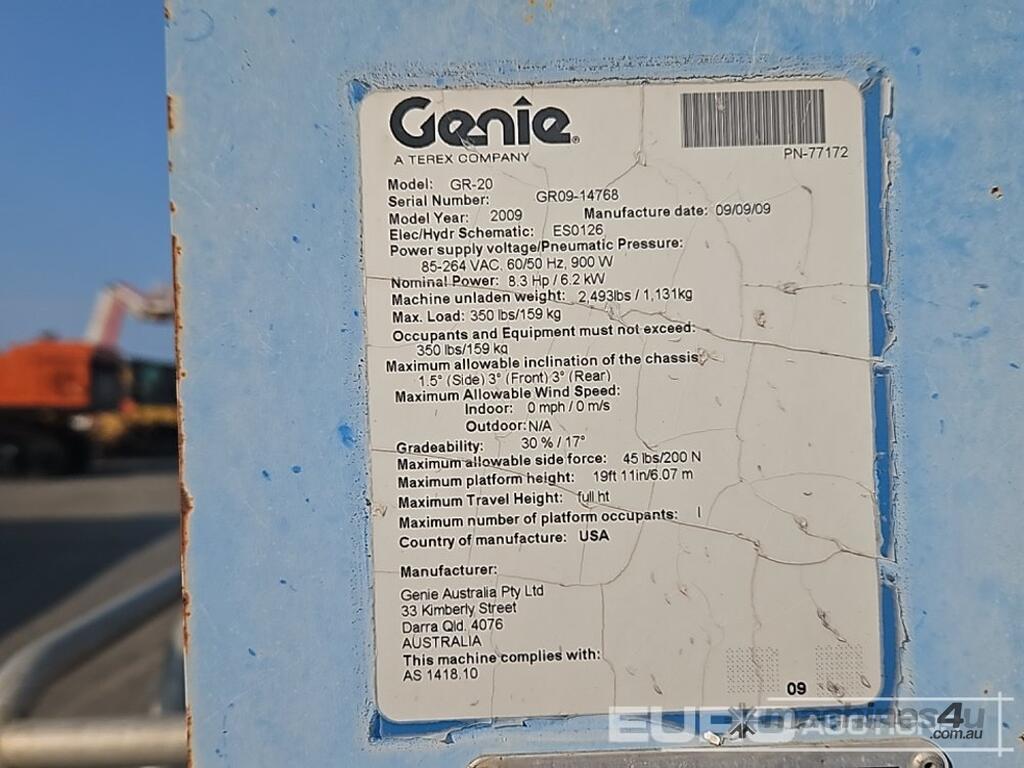 Genie
A TEREX COMPANY
PN-77172
Model: GR-20
Serial Number: GR09-14768
Model Year: 2009 Manufacture date: 09/09/09
Elec/Hydr Schematic: ES0126
Power supply voltage/Pneumatic Pressure:
85-264 VAC, 60/50 Hz, 900 W
Nominal Power: 8.3 Hp / 6.2 kW
Machine unladen weight: 2,493lbs / 1,131kg
Max. Load: 350 lbs/159 kg
Occupants and Equipment must not exceed:
350 lbs/159 kg
Maximum allowable inclination of the chassis:
1.5° (Side) 3° (Front) 3° (Rear)
Maximum Allowable Wind Speed:
Indoor: 0 mph / 0 m/s
Outdoor: N/A
Gradeability: 30 % / 17°
Maximum allowable side force: 45 lbs/200 N
Maximum platform height: 19ft 11in/6.07 m
Maximum Travel Height: full ht
Maximum number of platform occupants: 1
Country of manufacture: USA
Manufacturer:
Genie Australia Pty Ltd
33 Kimberly Street
Darra Qld. 4076
AUSTRALIA
This machine complies with:
AS 1418.10
09
EURO AUCTIONS
machines4u
.com.au